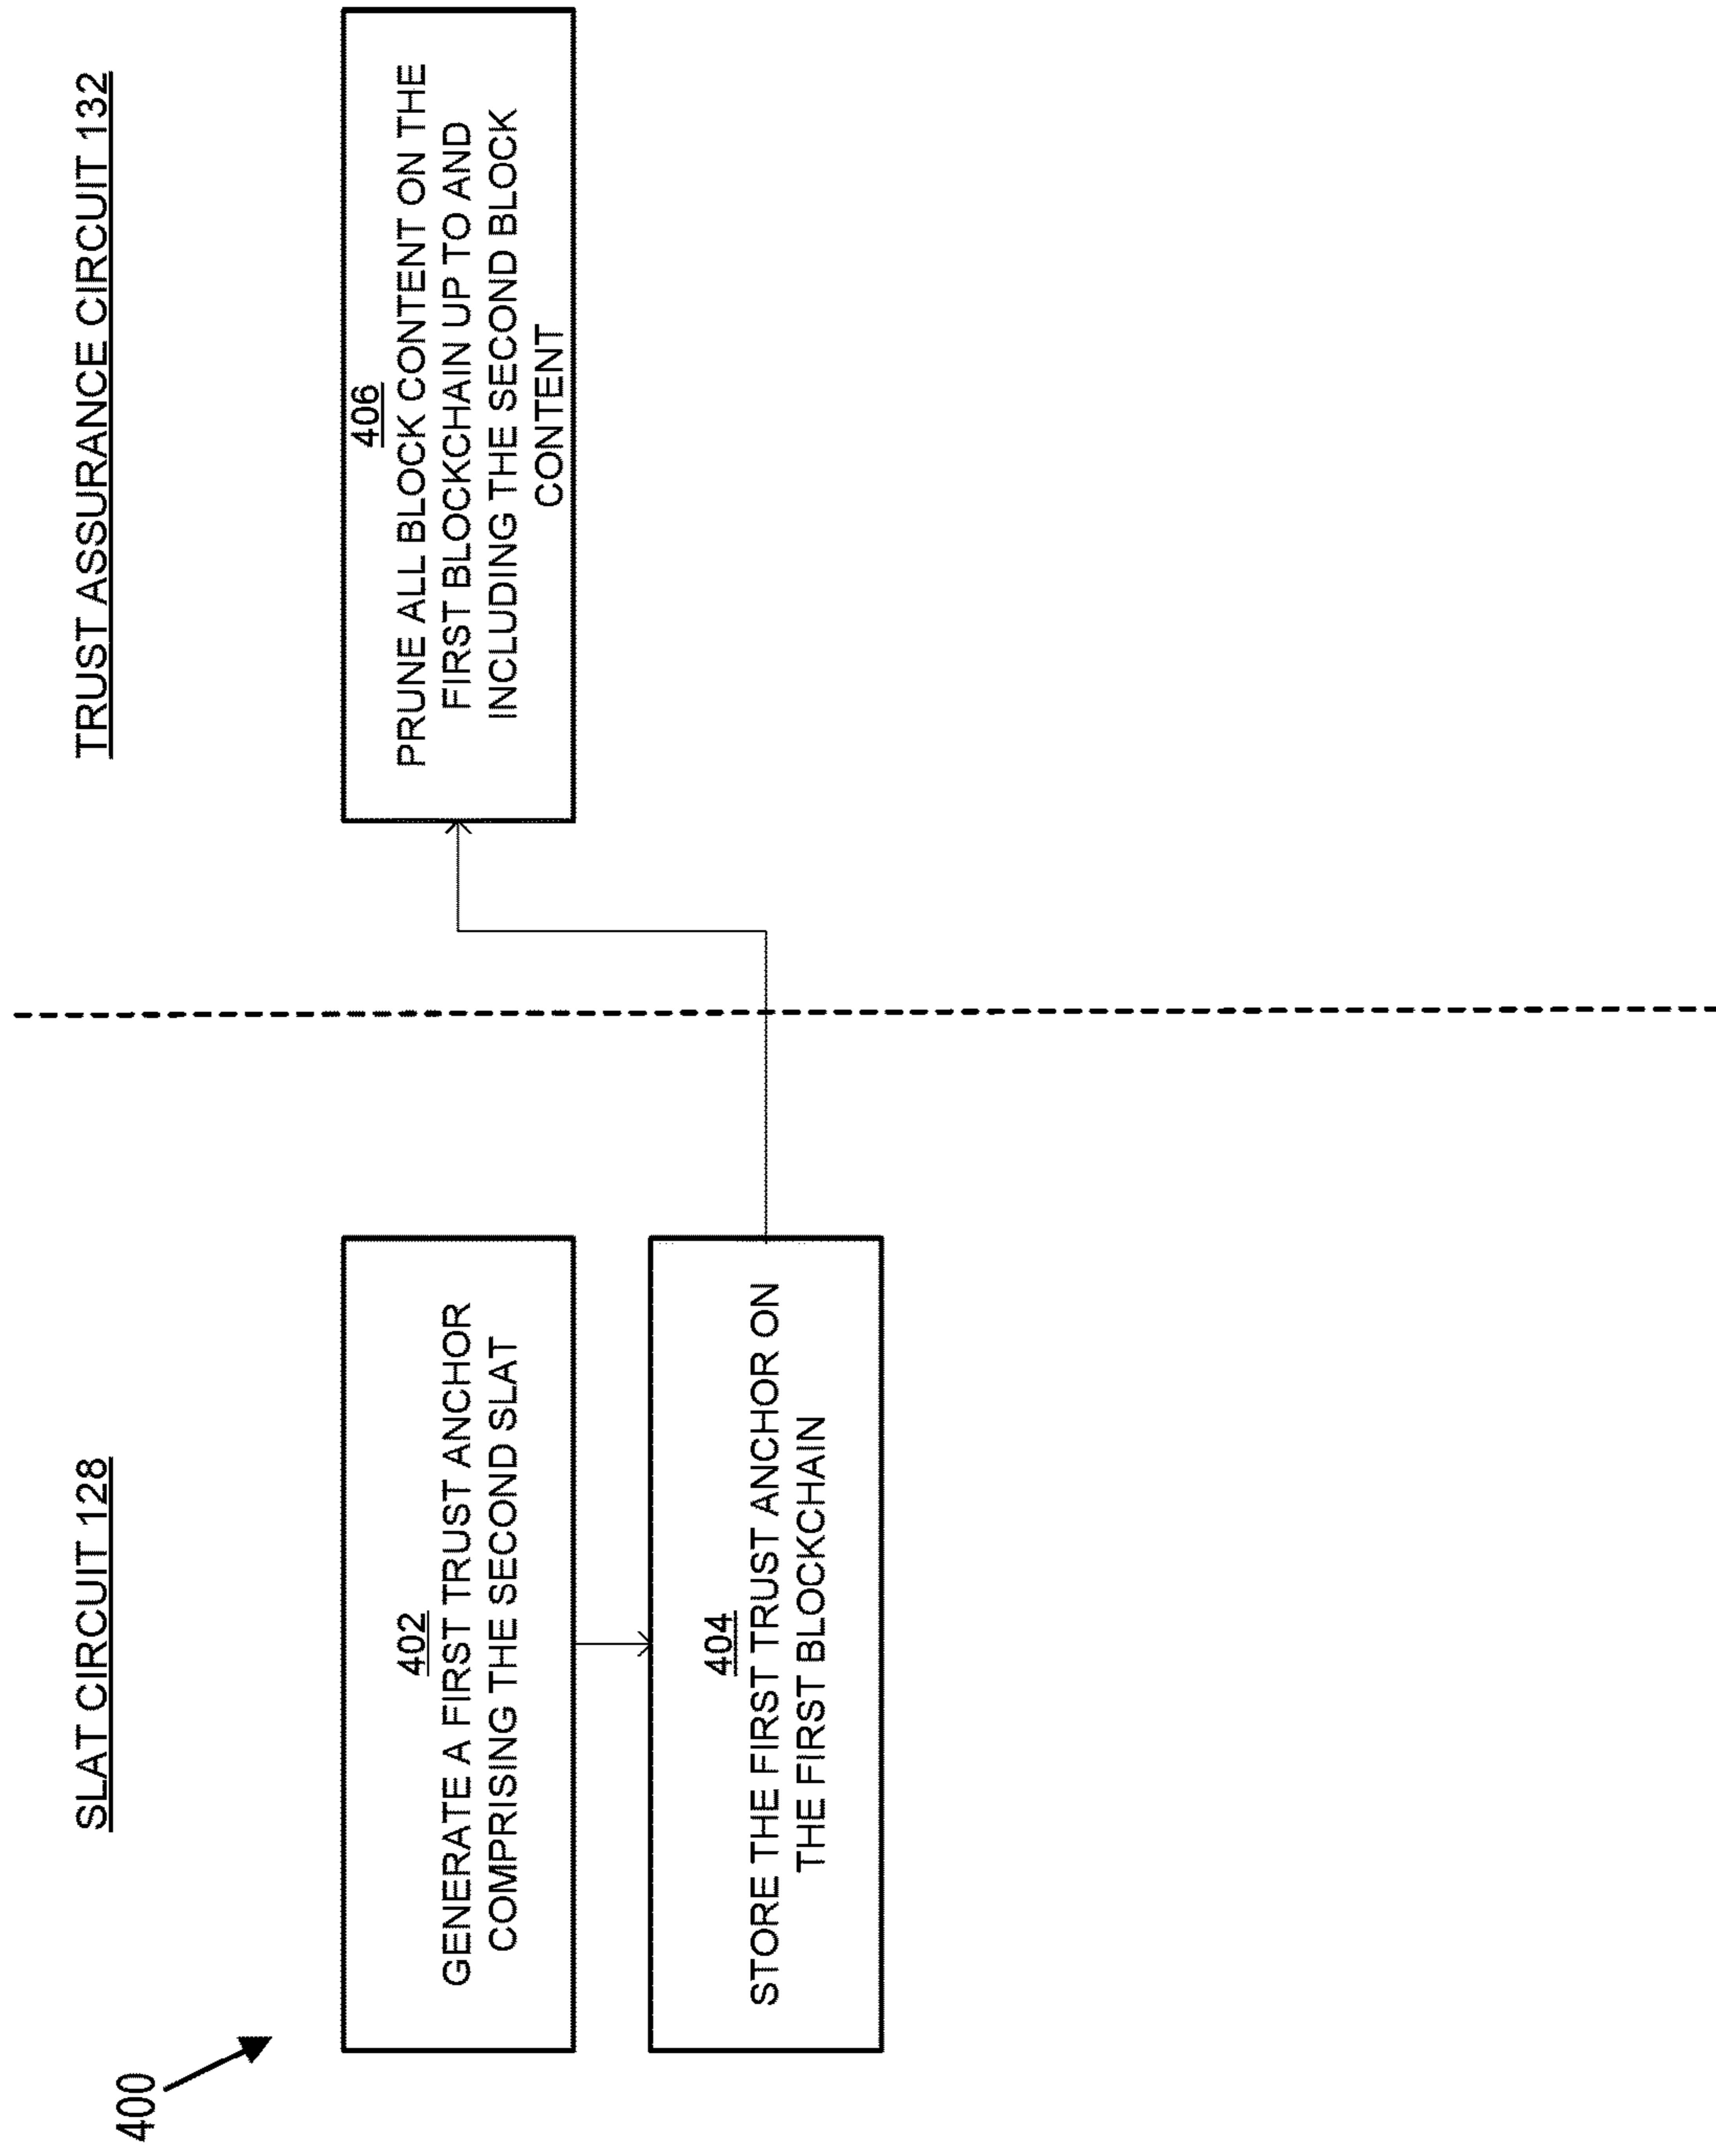 400
SLAT CIRCUIT 128
TRUST ASSURANCE CIRCUIT 132
402
GENERATE A FIRST TRUST ANCHOR
COMPRISING THE SECOND SLAT
404
STORE THE FIRST TRUST ANCHOR ON
THE FIRST BLOCKCHAIN
406
PRUNE ALL BLOCK CONTENT ON THE
FIRST BLOCKCHAIN UP TO AND
INCLUDING THE SECOND BLOCK
CONTENT